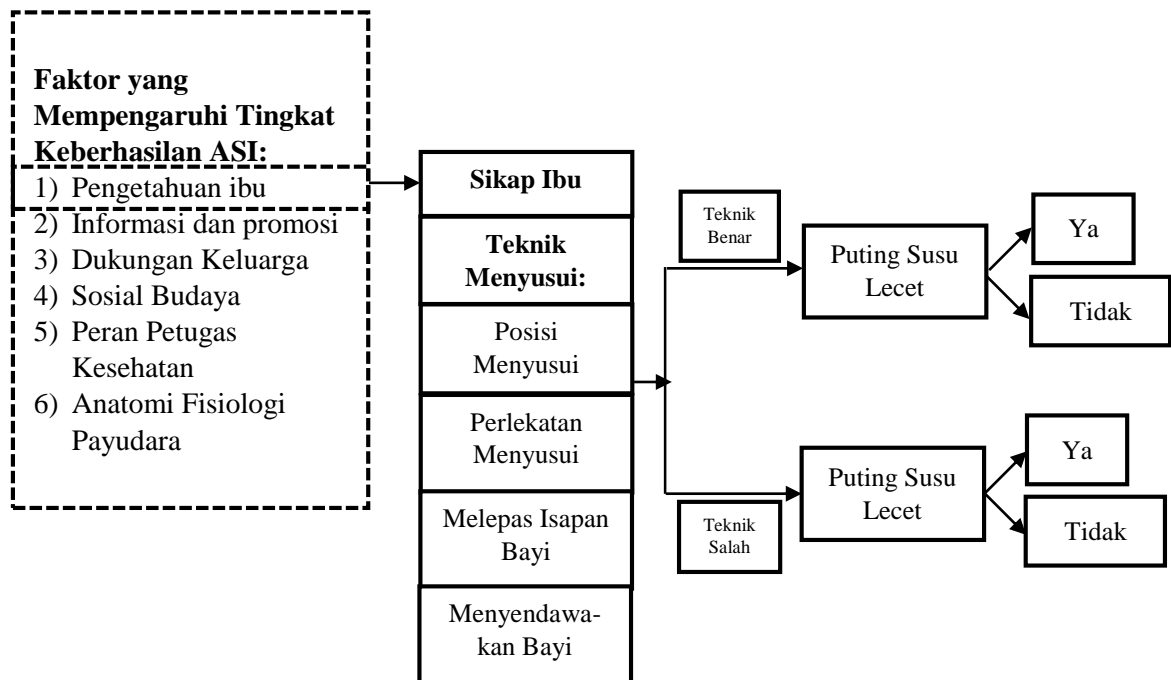 Faktor yang
Mempengaruhi Tingkat
Keberhasilan ASI:
1) Pengetahuan ibu
2) Informasi dan promosi
3) Dukungan Keluarga
4) Sosial Budaya
5) Peran Petugas
Kesehatan
6) Anatomi Fisiologi
Payudara
Sikap Ibu
Teknik
Menyusui:
Posisi
Menyusui
Perlekatan
Menyusui
Melepas Isapan
Bayi
Menyendawa-
kan Bayi
Teknik
Benar
Puting Susu
Lecet
Ya
Tidak
Teknik
Salah
Puting Susu
Lecet
Ya
Tidak